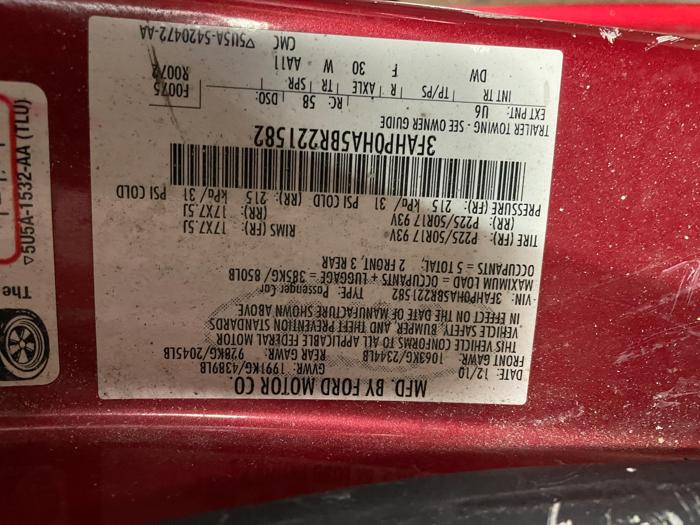 MFD. BY FORD MOTOR CO.
DATE: 12/10 GVWR: 1991KG/4389LB
FRONT GAWR: 1063KG/2344LB REAR GAWR: 928KG/2045LB
THIS VEHICLE CONFORMS TO ALL APPLICABLE FEDERAL MOTOR
VEHICLE SAFETY, BUMPER, AND THEFT PREVENTION STANDARDS
IN EFFECT ON THE DATE OF MANUFACTURE SHOWN ABOVE.
VIN: 3FAHP0HA5BR221582 TYPE: Passenger Car
MAXIMUM LOAD = OCCUPANTS + LUGGAGE = 385KG/850LB
OCCUPANTS = 5 TOTAL, 2 FRONT, 3 REAR
TIRE (FR): P225/50R17 93V RIMS (FR): 17X7.5J
(RR): P225/50R17 93V (RR): 17X7.5J
PRESSURE (FR): 215 kPa/31 PSI COLD (RR): 215 kPa/31 PSI COLD
3FAHP0HA5BR221582
TRAILER TOWING - SEE OWNER GUIDE
EXT PNT: U6 RC: 58 DSO: F0075
INT TR TP/PS R AXLE TR SPR R0072
DW F 30 W AA11
CMC ▽5U5A-5420472-AA
The
▽5U5A-1532-AA (TLU)